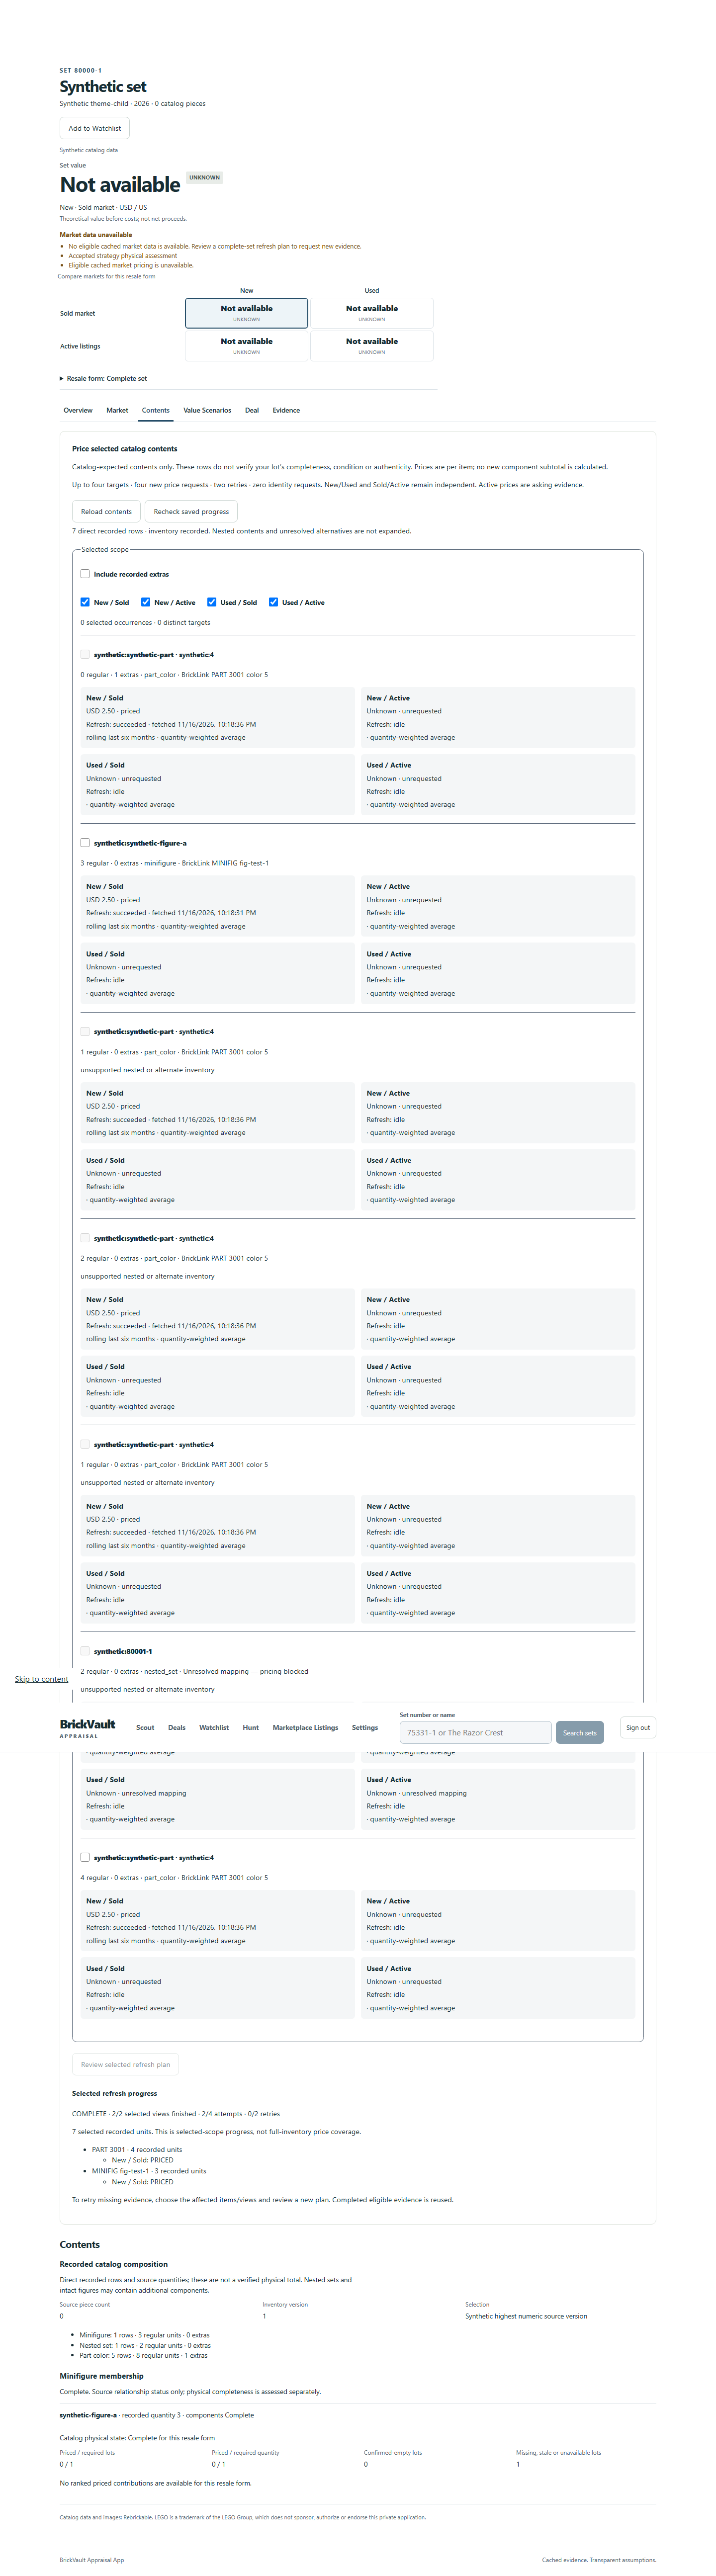 SET 80000-1
Synthetic set
Synthetic theme-child · 2026 · 0 catalog pieces
Add to Watchlist
Synthetic catalog data
Set value
Not available UNKNOWN
New · Sold market · USD / US
Theoretical value before costs; not net proceeds.
Market data unavailable
• No eligible cached market data is available. Review a complete-set refresh plan to request new evidence.
• Accepted strategy physical assessment
• Eligible cached market pricing is unavailable.
Compare markets for this resale form
New Used
Sold market
Not available Not available
UNKNOWN UNKNOWN
Active listings
Not available Not available
UNKNOWN UNKNOWN
▶ Resale form: Complete set
Overview Market Contents Value Scenarios Deal Evidence
Price selected catalog contents
Catalog-expected contents only. These rows do not verify your lot's completeness, condition or authenticity. Prices are per item; no new component subtotal is calculated.
Up to four targets · four new price requests · two retries · zero identity requests. New/Used and Sold/Active remain independent. Active prices are asking evidence.
Reload contents Recheck saved progress
7 direct recorded rows · inventory recorded. Nested contents and unresolved alternatives are not expanded.
Selected scope
Include recorded extras
New / Sold New / Active Used / Sold Used / Active
0 selected occurrences · 0 distinct targets
synthetic:synthetic-part · synthetic:4
0 regular · 1 extras · part_color · BrickLink PART 3001 color 5
New / Sold
USD 2.50 · priced
Refresh: succeeded · fetched 11/16/2026, 10:18:36 PM
rolling last six months · quantity-weighted average
New / Active
Unknown · unrequested
Refresh: idle
· quantity-weighted average
Used / Sold
Unknown · unrequested
Refresh: idle
· quantity-weighted average
Used / Active
Unknown · unrequested
Refresh: idle
· quantity-weighted average
synthetic:synthetic-figure-a
3 regular · 0 extras · minifigure · BrickLink MINIFIG fig-test-1
New / Sold
USD 2.50 · priced
Refresh: succeeded · fetched 11/16/2026, 10:18:31 PM
rolling last six months · quantity-weighted average
New / Active
Unknown · unrequested
Refresh: idle
· quantity-weighted average
Used / Sold
Unknown · unrequested
Refresh: idle
· quantity-weighted average
Used / Active
Unknown · unrequested
Refresh: idle
· quantity-weighted average
synthetic:synthetic-part · synthetic:4
1 regular · 0 extras · part_color · BrickLink PART 3001 color 5
unsupported nested or alternate inventory
New / Sold
USD 2.50 · priced
Refresh: succeeded · fetched 11/16/2026, 10:18:36 PM
rolling last six months · quantity-weighted average
New / Active
Unknown · unrequested
Refresh: idle
· quantity-weighted average
Used / Sold
Unknown · unrequested
Refresh: idle
· quantity-weighted average
Used / Active
Unknown · unrequested
Refresh: idle
· quantity-weighted average
synthetic:synthetic-part · synthetic:4
2 regular · 0 extras · part_color · BrickLink PART 3001 color 5
unsupported nested or alternate inventory
New / Sold
USD 2.50 · priced
Refresh: succeeded · fetched 11/16/2026, 10:18:36 PM
rolling last six months · quantity-weighted average
New / Active
Unknown · unrequested
Refresh: idle
· quantity-weighted average
Used / Sold
Unknown · unrequested
Refresh: idle
· quantity-weighted average
Used / Active
Unknown · unrequested
Refresh: idle
· quantity-weighted average
synthetic:synthetic-part · synthetic:4
1 regular · 0 extras · part_color · BrickLink PART 3001 color 5
unsupported nested or alternate inventory
New / Sold
USD 2.50 · priced
Refresh: succeeded · fetched 11/16/2026, 10:18:36 PM
rolling last six months · quantity-weighted average
New / Active
Unknown · unrequested
Refresh: idle
· quantity-weighted average
Used / Sold
Unknown · unrequested
Refresh: idle
· quantity-weighted average
Used / Active
Unknown · unrequested
Refresh: idle
· quantity-weighted average
synthetic:80001-1
2 regular · 0 extras · nested_set · Unresolved mapping — pricing blocked
Skip to content
unsupported nested or alternate inventory
BrickVault
APPRAISAL
Scout Deals Watchlist Hunt Marketplace Listings Settings
Set number or name
75331-1 or The Razor Crest
Search sets
Sign out
· quantity-weighted average
· quantity-weighted average
Used / Sold
Unknown · unresolved mapping
Refresh: idle
· quantity-weighted average
Used / Active
Unknown · unresolved mapping
Refresh: idle
· quantity-weighted average
synthetic:synthetic-part · synthetic:4
4 regular · 0 extras · part_color · BrickLink PART 3001 color 5
New / Sold
USD 2.50 · priced
Refresh: succeeded · fetched 11/16/2026, 10:18:36 PM
rolling last six months · quantity-weighted average
New / Active
Unknown · unrequested
Refresh: idle
· quantity-weighted average
Used / Sold
Unknown · unrequested
Refresh: idle
· quantity-weighted average
Used / Active
Unknown · unrequested
Refresh: idle
· quantity-weighted average
Review selected refresh plan
Selected refresh progress
COMPLETE · 2/2 selected views finished · 2/4 attempts · 0/2 retries
7 selected recorded units. This is selected-scope progress, not full-inventory price coverage.
• PART 3001 · 4 recorded units
◦ New / Sold: PRICED
• MINIFIG fig-test-1 · 3 recorded units
◦ New / Sold: PRICED
To retry missing evidence, choose the affected items/views and review a new plan. Completed eligible evidence is reused.
Contents
Recorded catalog composition
Direct recorded rows and source quantities; these are not a verified physical total. Nested sets and
intact figures may contain additional components.
Source piece count Inventory version Selection
0 1 Synthetic highest numeric source version
• Minifigure: 1 rows · 3 regular units · 0 extras
• Nested set: 1 rows · 2 regular units · 0 extras
• Part color: 5 rows · 8 regular units · 1 extras
Minifigure membership
Complete. Source relationship status only; physical completeness is assessed separately.
synthetic-figure-a · recorded quantity 3 · components Complete
Catalog physical state: Complete for this resale form
Priced / required lots Priced / required quantity Confirmed-empty lots Missing, stale or unavailable lots
0 / 1 0 / 1 0 1
No ranked priced contributions are available for this resale form.
Catalog data and images: Rebrickable. LEGO is a trademark of the LEGO Group, which does not sponsor, authorize or endorse this private application.
BrickVault Appraisal App Cached evidence. Transparent assumptions.